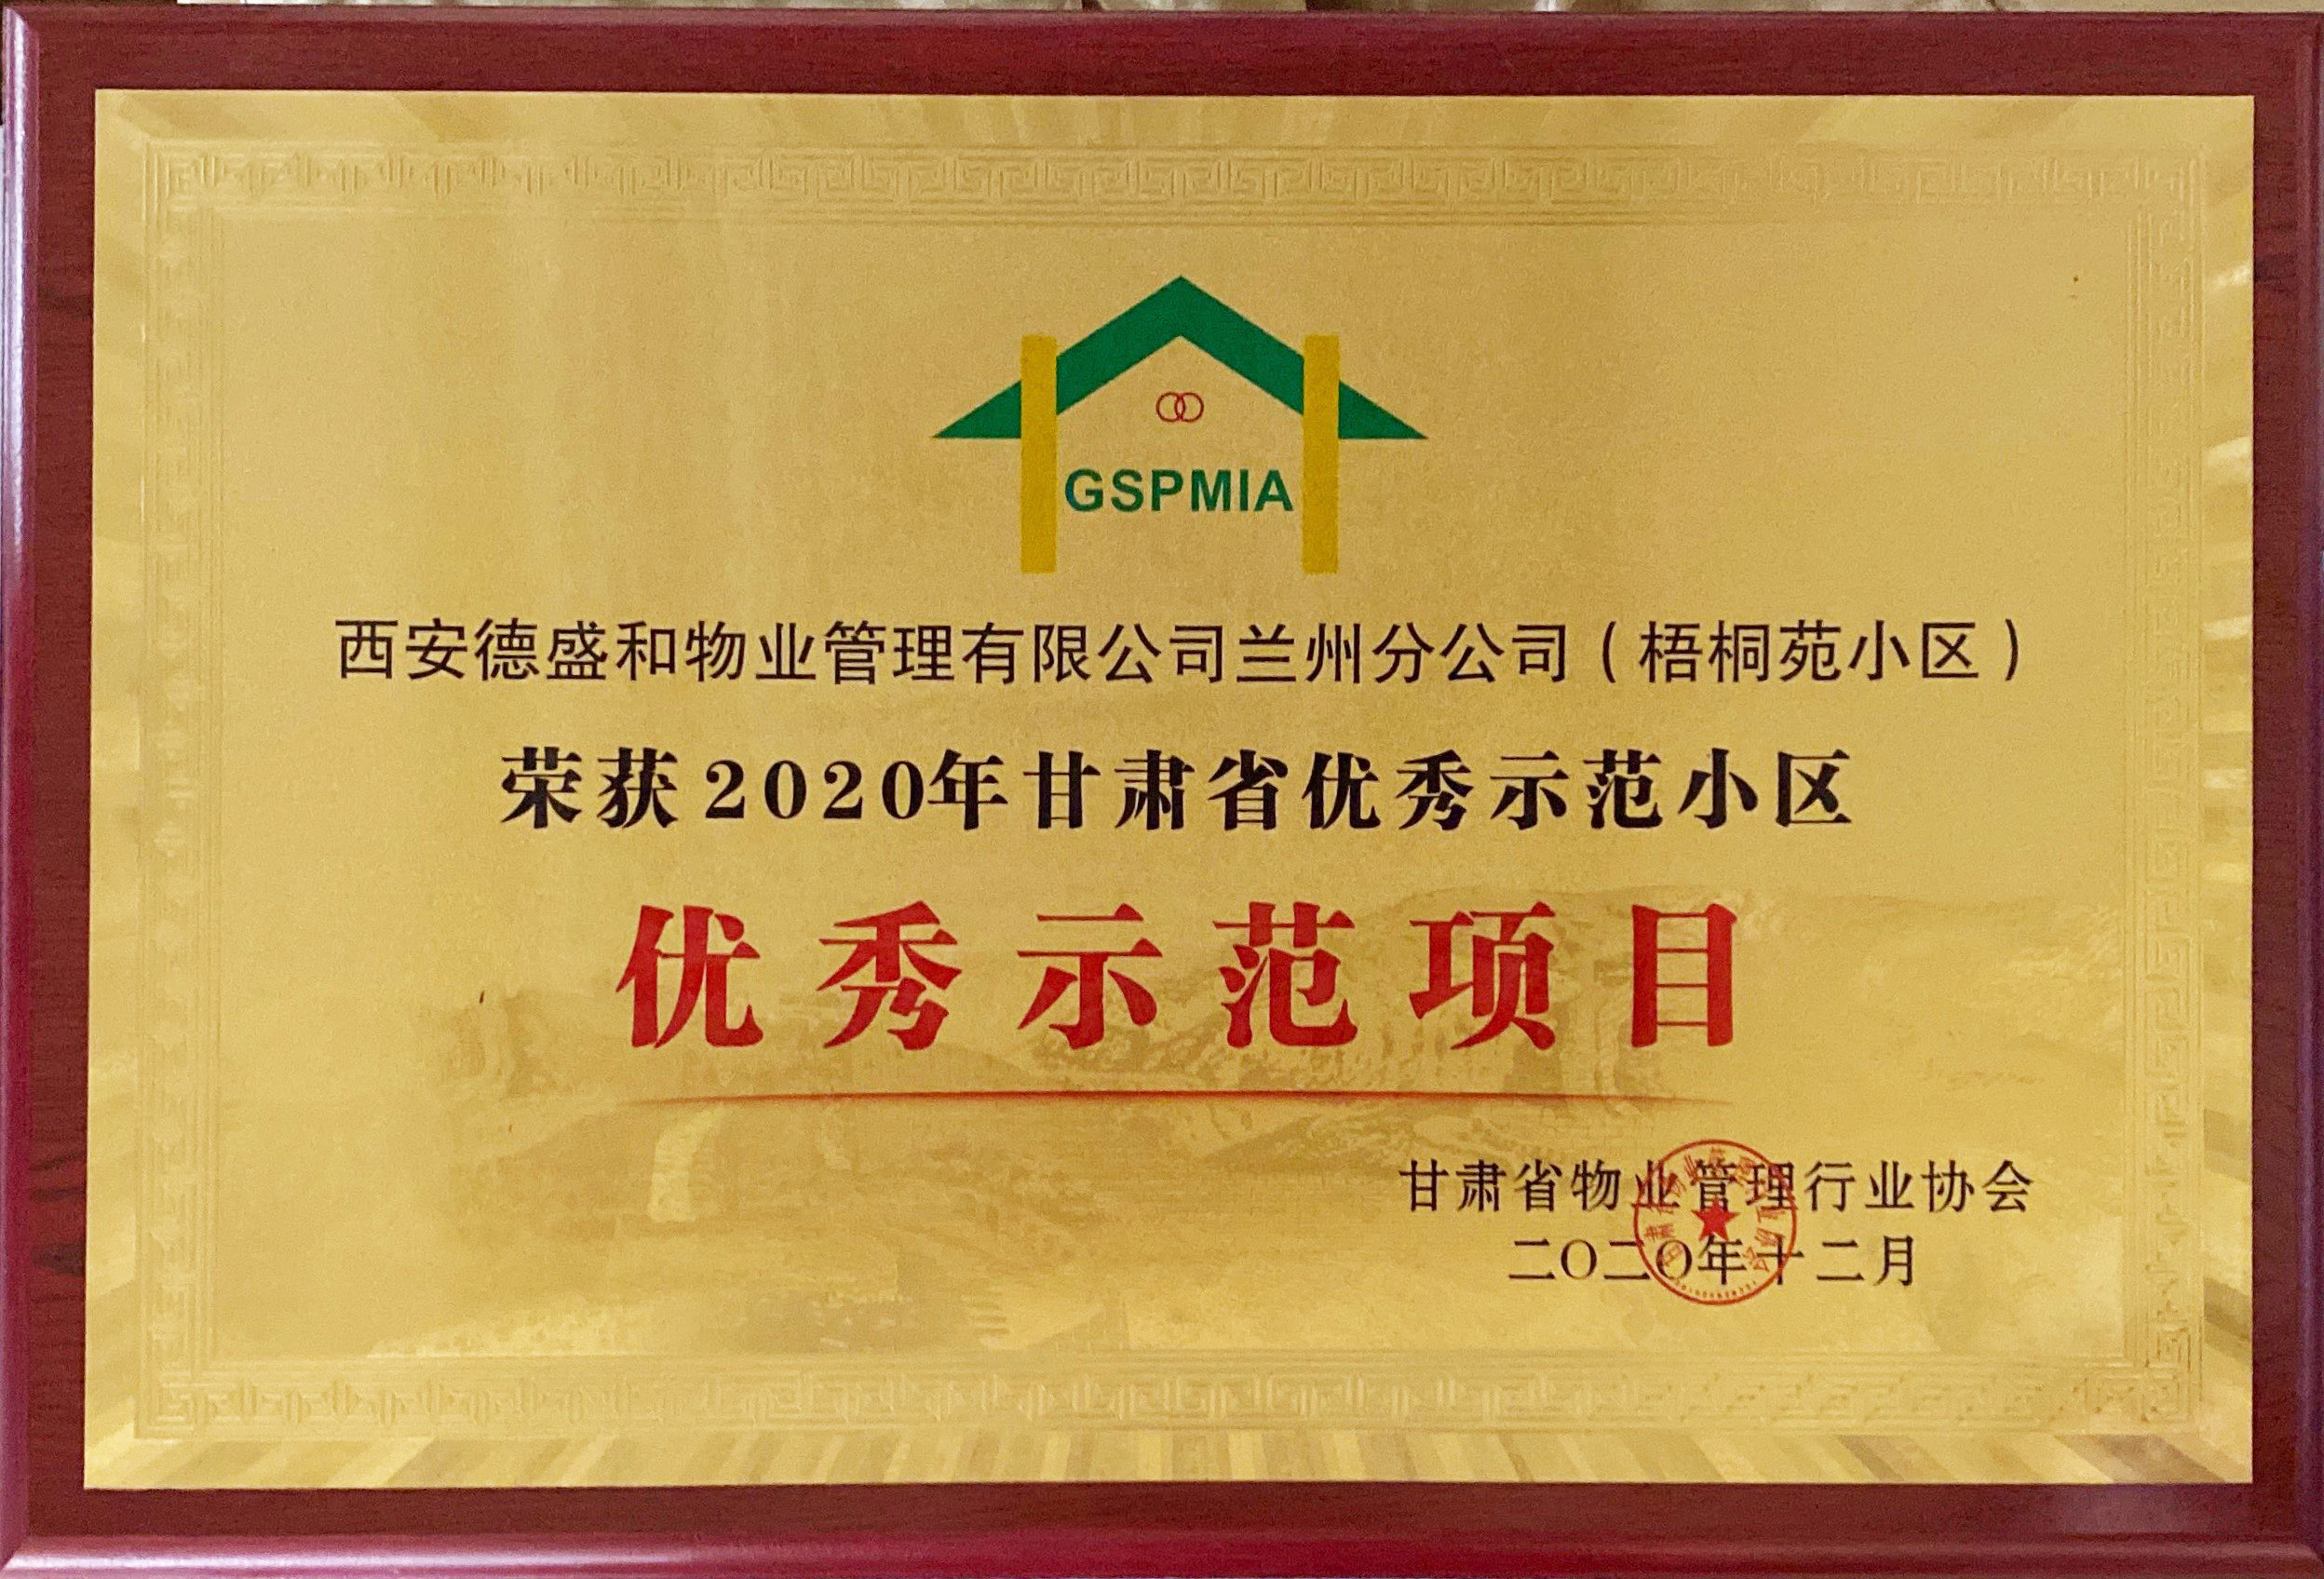 GSPMIA
西安德盛和物业管理有限公司兰州分公司（梧桐苑小区）
荣获2020年甘肃省优秀示范小区
优秀示范项目
甘肃省物业管理行业协会
二〇二〇年十二月